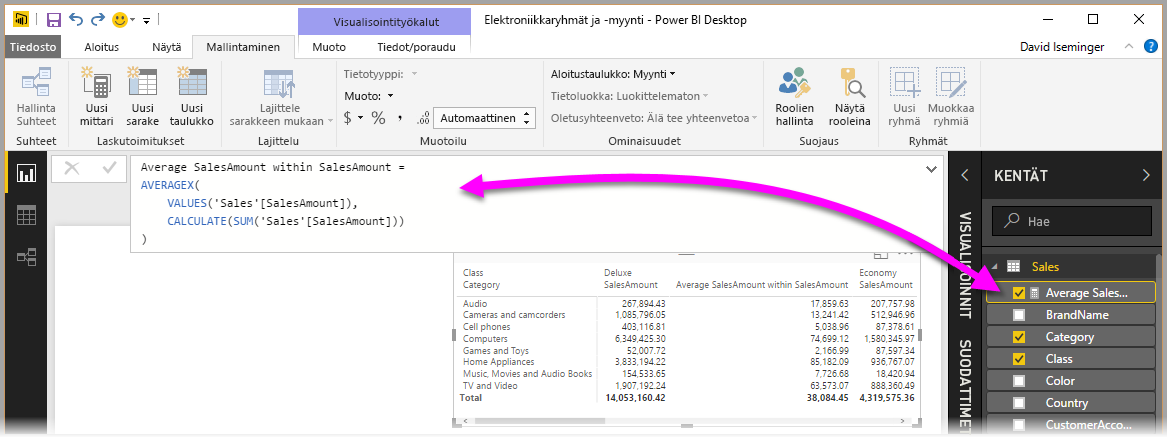 Visualisointityökalut
Elektroniikkaryhmät ja -myynti - Power BI Desktop
Tiedosto Aloitus Näytä Mallintaminen Muoto Tiedot/poraudu David Iseminger
Hallinta Suhteet
Suhteet
Uusi mittari
Uusi sarake
Uusi taulukko
Laskutoimitukset
Lajittele sarakkeen mukaan
Lajittelu
Tietotyyppi:
Muoto:
$ % , .00 Automaattinen
Muotoilu
Aloitustaulukko: Myynti
Tietoluokka: Luokittelematon
Oletusyhteenveto: Älä tee yhteenvetoa
Ominaisuudet
Roolien hallinta
Näytä rooleina
Suojaus
Uusi ryhmä
Muokkaa ryhmiä
Ryhmät
Average SalesAmount within SalesAmount =
AVERAGEX(
VALUES('Sales'[SalesAmount]),
CALCULATE(SUM('Sales'[SalesAmount]))
)
Class Deluxe Economy
Category SalesAmount Average SalesAmount within SalesAmount SalesAmount
Audio 267,894.43 17,859.63 207,757.98
Cameras and camcorders 1,085,796.05 13,241.42 512,946.96
Cell phones 403,116.81 5,038.96 87,378.61
Computers 6,349,425.30 74,699.12 1,580,345.97
Games and Toys 52,007.72 2,166.99 87,597.34
Home Appliances 3,833,194.22 85,182.09 936,767.07
Music, Movies and Audio Books 154,533.65 7,726.68 18,420.94
TV and Video 1,907,192.24 63,573.07 888,360.49
Total 14,053,160.42 38,084.45 4,319,575.36
VISUALISOINNIT
SUODATTIMET
KENTÄT
Hae
Sales
Average Sales...
BrandName
Category
Class
Color
Country
CustomerAcco...